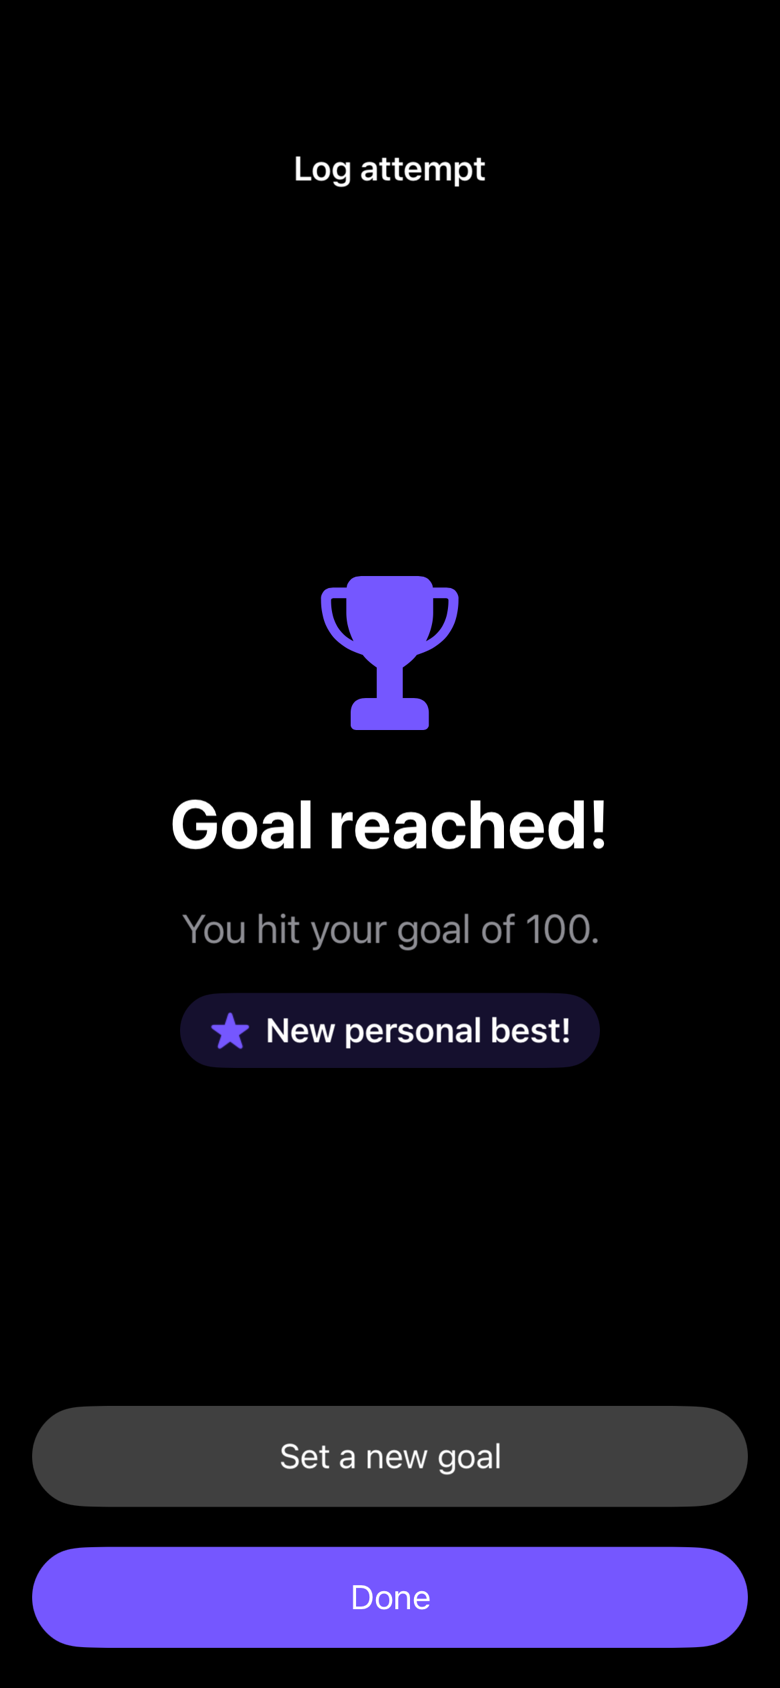 Log attempt
Goal reached!
You hit your goal of 100.
New personal best!
Set a new goal
Done